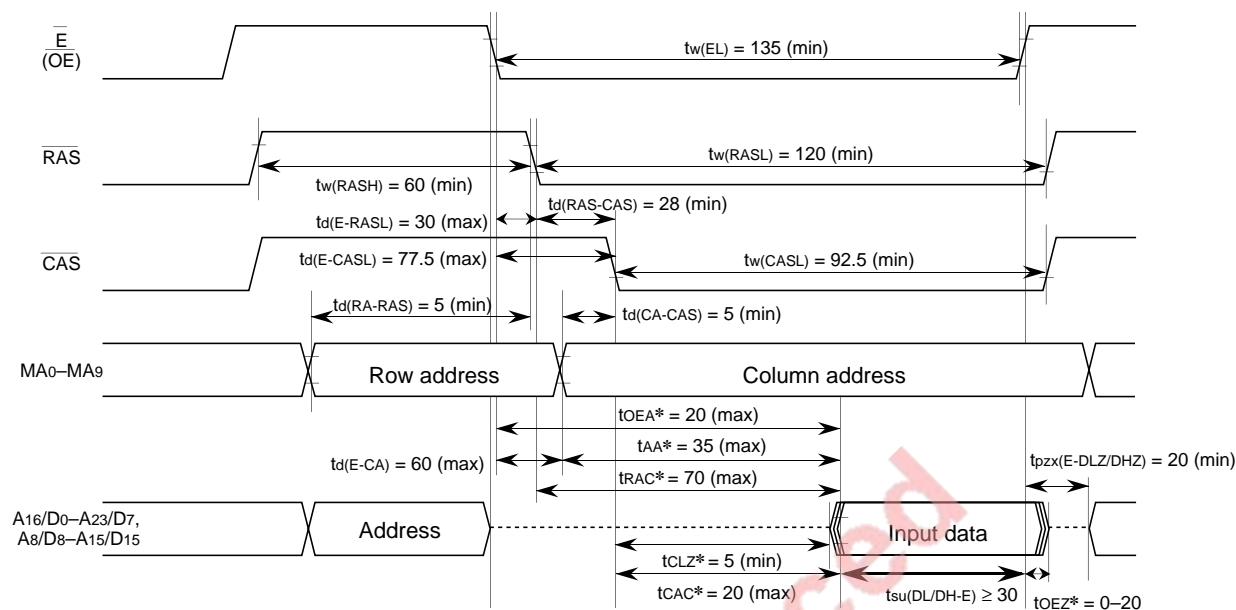 E
(OE)
tw(EL) = 135 (min)
RAS
tw(RASL) = 120 (min)
tw(RASH) = 60 (min)
td(RAS-CAS) = 28 (min)
td(E-RASL) = 30 (max)
CAS
td(E-CASL) = 77.5 (max)
tw(CASL) = 92.5 (min)
td(RA-RAS) = 5 (min)
td(CA-CAS) = 5 (min)
MA0–MA9
Row address
Column address
tOEA* = 20 (max)
tAA* = 35 (max)
td(E-CA) = 60 (max)
tpzx(E-DLZ/DHZ) = 20 (min)
tRAC* = 70 (max)
A16/D0–A23/D7,
A8/D8–A15/D15
Address
Input data
tCLZ* = 5 (min)
tCAC* = 20 (max)
tsu(DL/DH-E) ≥ 30
tOEZ* = 0–20